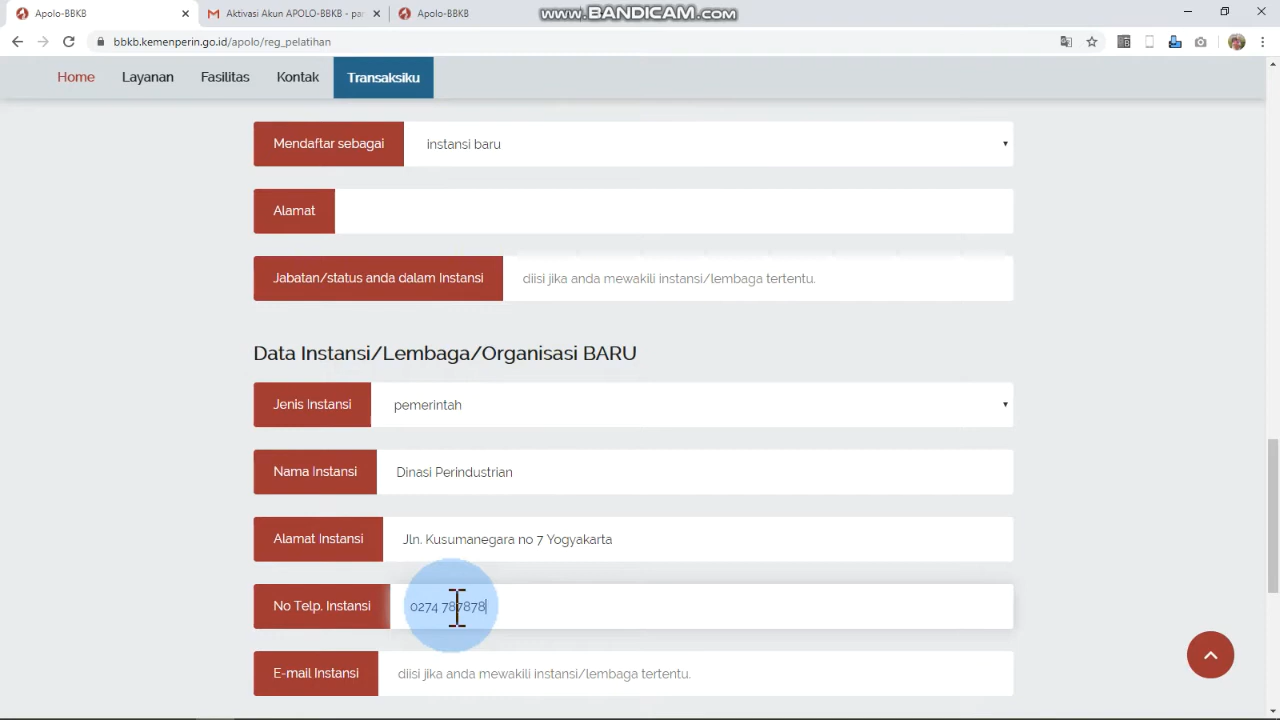 Apolo-BBKB
Aktivasi Akun APOLO-BBKB - par
Apolo-BBKB
www.BANDICAM.com
bbkb.kemenperin.go.id/apolo/reg_pelatihan
Home
Layanan
Fasilitas
Kontak
Transaksiku
Mendaftar sebagai
instansi baru
Alamat
Jabatan/status anda dalam Instansi
diisi jika anda mewakili instansi/lembaga tertentu.
Data Instansi/Lembaga/Organisasi BARU
Jenis Instansi
pemerintah
Nama Instansi
Dinasi Perindustrian
Alamat Instansi
Jln. Kusumanegara no 7 Yogyakarta
No Telp. Instansi
0274 787878
E-mail Instansi
diisi jika anda mewakili instansi/lembaga tertentu.